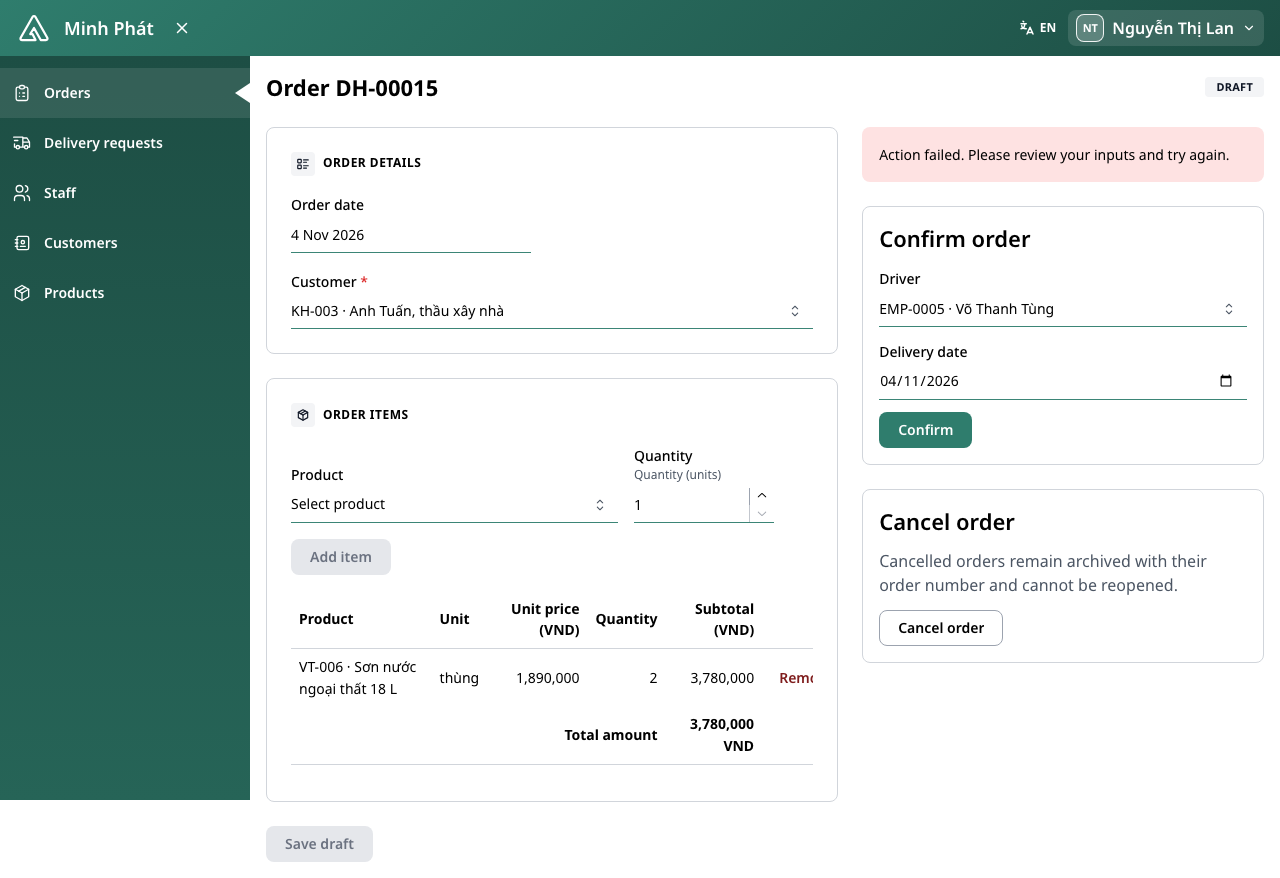 Minh Phát
EN
NT
Nguyễn Thị Lan
Orders
Delivery requests
Staff
Customers
Products
Order DH-00015
DRAFT
ORDER DETAILS
Order date
4 Nov 2026
Customer *
KH-003 · Anh Tuấn, thầu xây nhà
ORDER ITEMS
Product
Select product
Quantity
Quantity (units)
1
Add item
Product Unit Unit price (VND) Quantity Subtotal (VND)
VT-006 · Sơn nước ngoại thất 18 L thùng 1,890,000 2 3,780,000 Remo
Total amount 3,780,000 VND
Save draft
Action failed. Please review your inputs and try again.
Confirm order
Driver
EMP-0005 · Võ Thanh Tùng
Delivery date
04/11/2026
Confirm
Cancel order
Cancelled orders remain archived with their
order number and cannot be reopened.
Cancel order